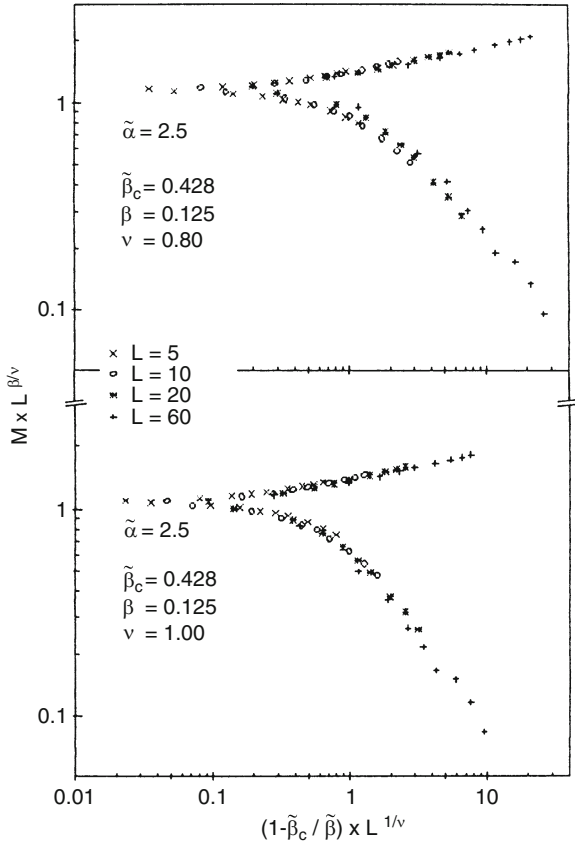 1
α̃ = 2.5
β̃c = 0.428
β = 0.125
ν = 0.80
0.1
× L = 5
o L = 10
* L = 20
+ L = 60
M x L^β/ν
1
α̃ = 2.5
β̃c = 0.428
β = 0.125
ν = 1.00
0.1
0.01 0.1 1 10
(1-β̃c / β̃) x L^1/ν